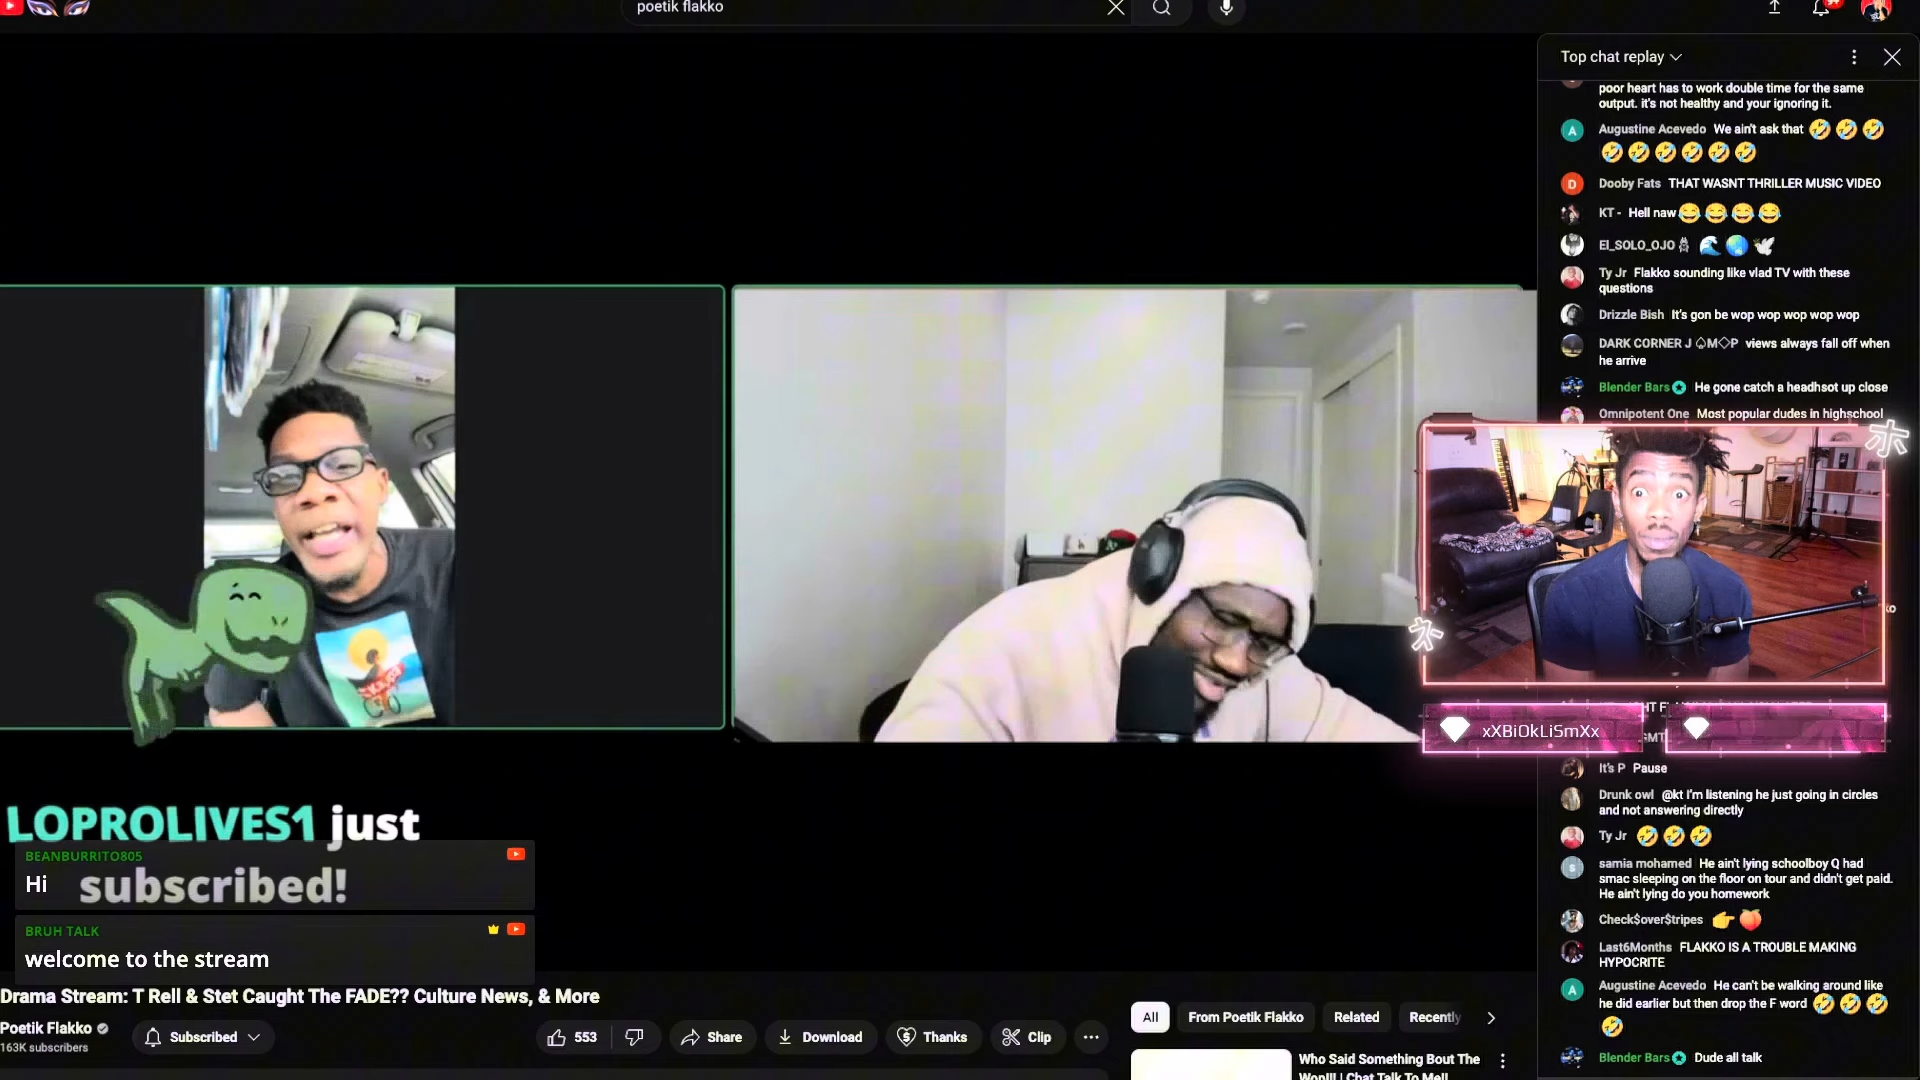 poetik flakko
Top chat replay
poor heart has to work double time for the same
output. it's not healthy and your ignoring it.
A Augustine Acevedo We ain't ask that 🤣🤣🤣
🤣🤣🤣🤣🤣🤣
D Dooby Fats THAT WASNT THRILLER MUSIC VIDEO
KT - Hell naw 😂😂😂😂
El_SOLO_OJO 🌊🌏🕊️
Ty Jr Flakko sounding like vlad TV with these
questions
Drizzle Bish It's gon be wop wop wop wop wop
DARK CORNER J ♤M◇P views always fall off when
he arrive
Blender Bars He gone catch a headhsot up close
Omnipotent One Most popular dudes in highschool
ホ
ネ
xXBiOkLiSmXx
It's P Pause
Drunk owl @kt I'm listening he just going in circles
and not answering directly
Ty Jr 🤣🤣🤣
s samia mohamed He ain't lying schoolboy Q had
smac sleeping on the floor on tour and didn't get paid.
He ain't lying do you homework
Check$over$tripes 👉🍑
Last6Months FLAKKO IS A TROUBLE MAKING
HYPOCRITE
A Augustine Acevedo He can't be walking around like
he did earlier but then drop the F word 🤣🤣🤣
🤣
Blender Bars Dude all talk
LOPROLIVES1 just
subscribed!
BEANBURRITO805
Hi
BRUH TALK
welcome to the stream
Drama Stream: T Rell & Stet Caught The FADE?? Culture News, & More
Poetik Flakko
163K subscribers
Subscribed
553
Share
Download
Thanks
Clip
All
From Poetik Flakko
Related
Recently
Who Said Something Bout The
Wop!!! | Chat Talk To Me!!